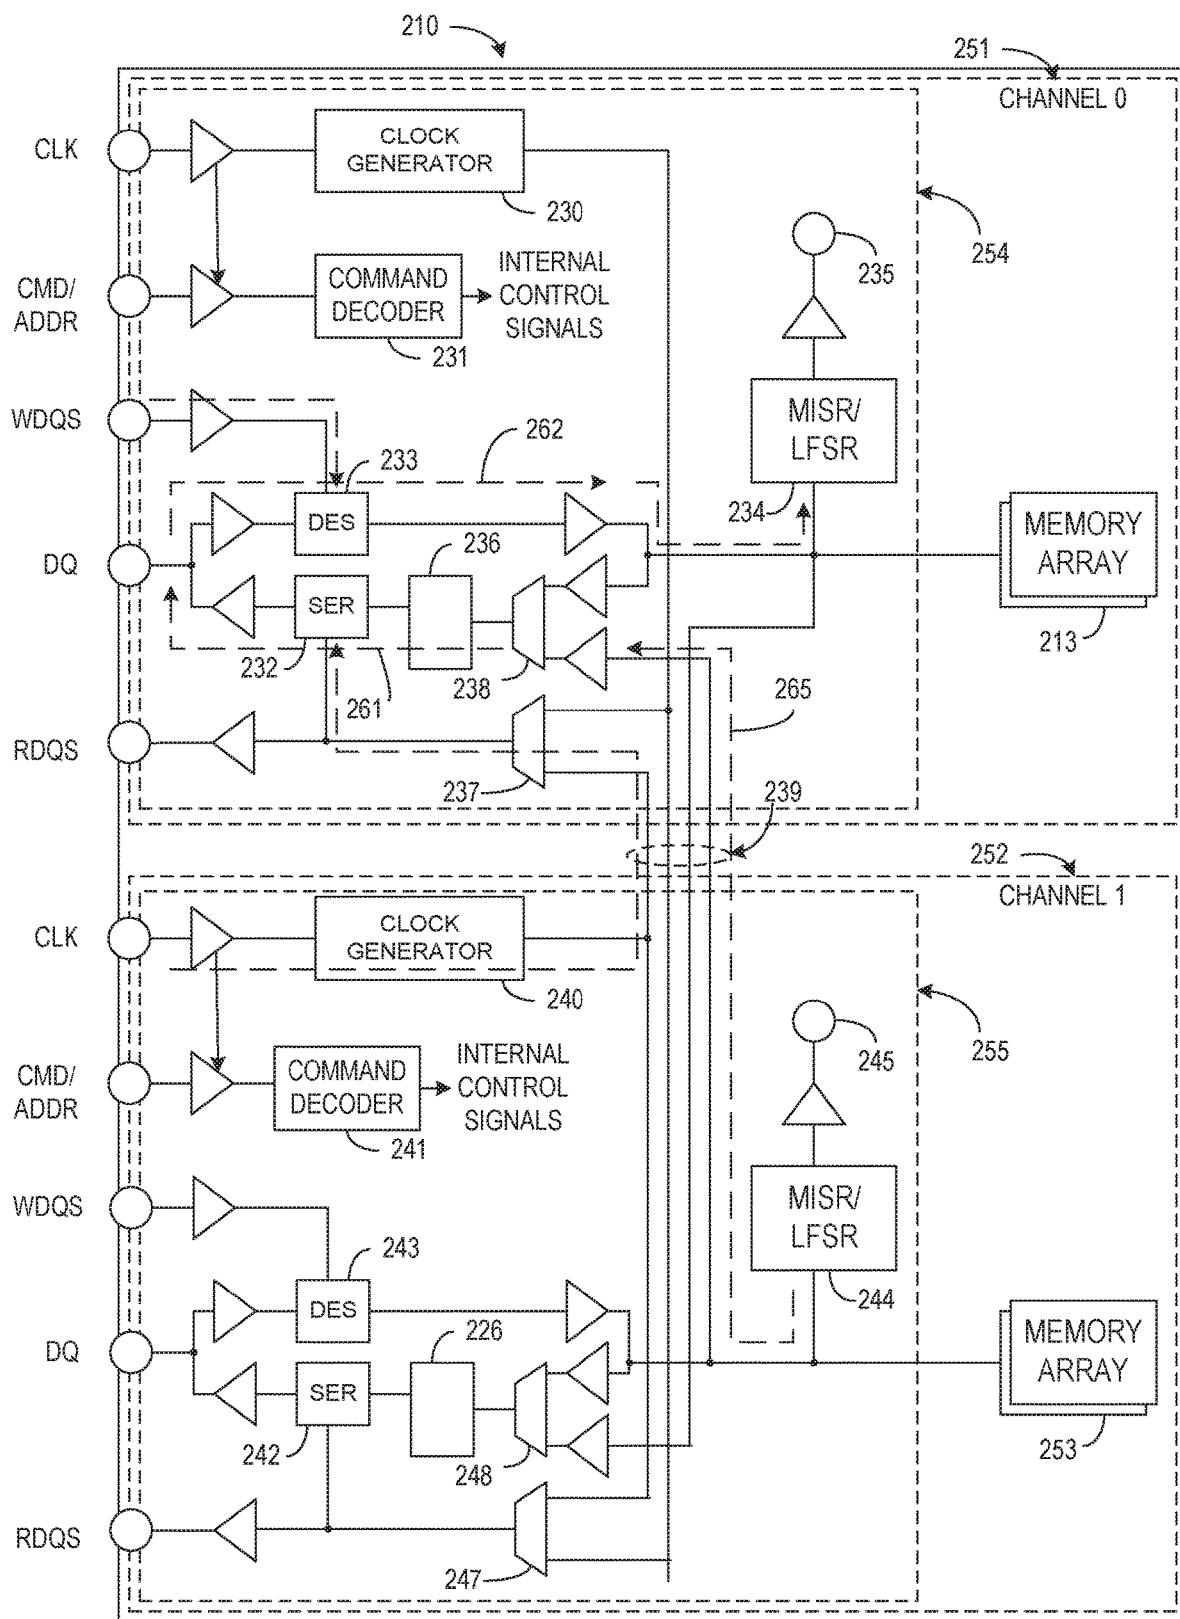 210
251
CHANNEL 0
CLK
CLOCK
GENERATOR
230
254
235
CMD/
ADDR
COMMAND
DECODER
231
INTERNAL
CONTROL
SIGNALS
WDQS
262
MISR/
LFSR
234
233
DES
DQ
236
MEMORY
ARRAY
213
SER
232
261
238
265
RDQS
237
239
252
CHANNEL 1
CLK
CLOCK
GENERATOR
240
255
245
CMD/
ADDR
COMMAND
DECODER
241
INTERNAL
CONTROL
SIGNALS
WDQS
MISR/
LFSR
244
243
DES
DQ
226
MEMORY
ARRAY
253
SER
242
248
RDQS
247